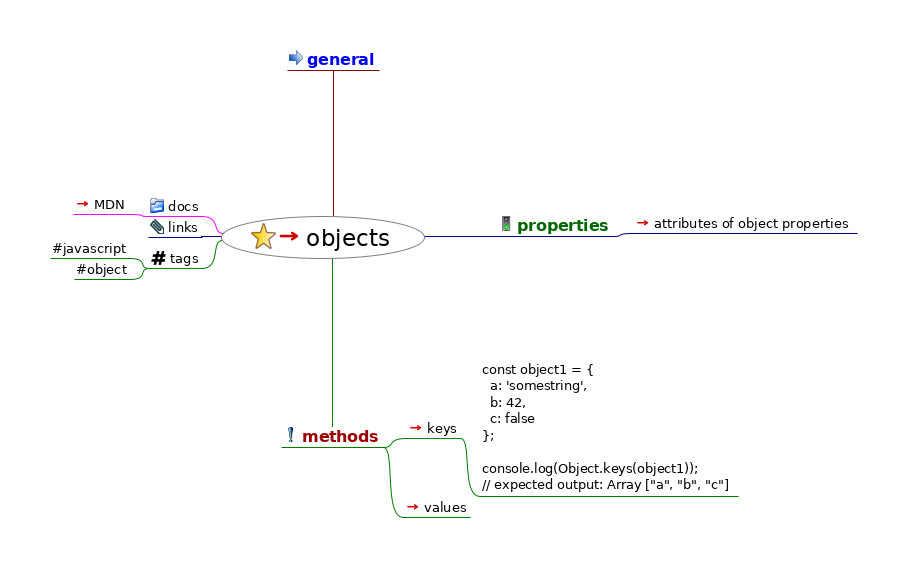 general
MDN
docs
links
#javascript
#object
# tags
objects
properties
attributes of object properties
methods
keys
const object1 = {
  a: 'somestring',
  b: 42,
  c: false
};
console.log(Object.keys(object1));
// expected output: Array ["a", "b", "c"]
values